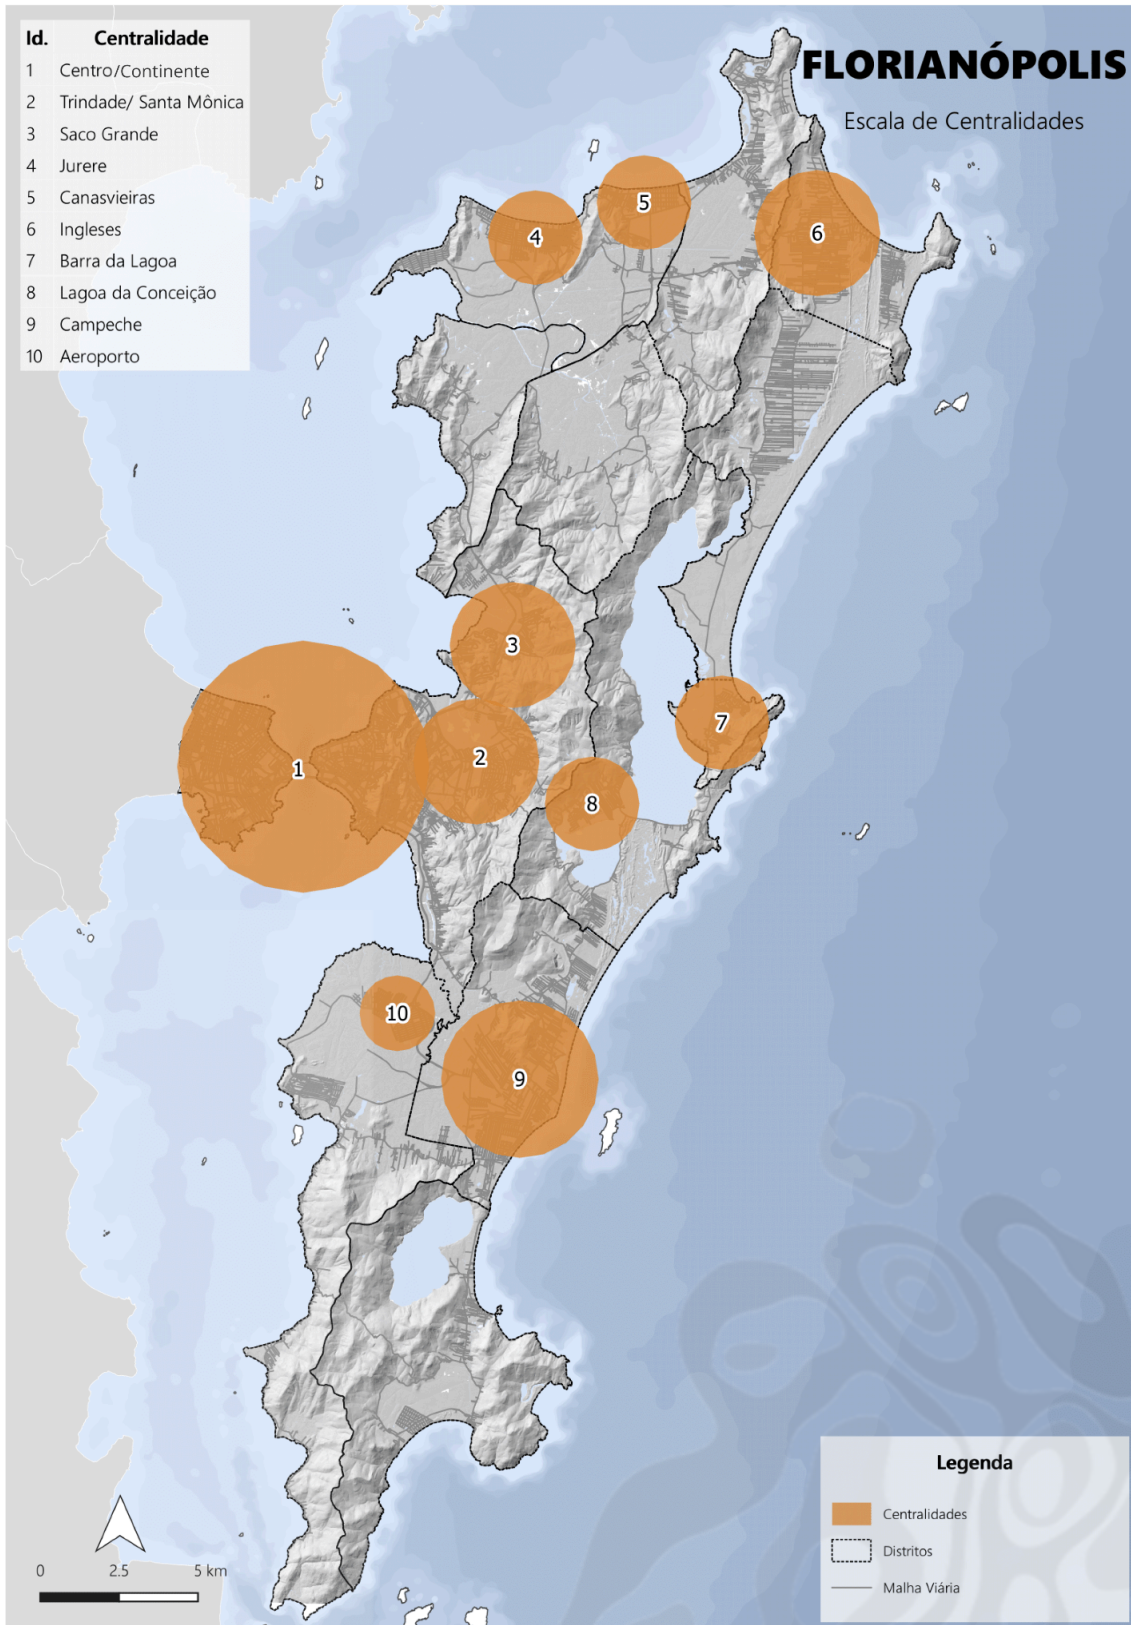 Id. Centralidade
1 Centro/Continente
2 Trindade/ Santa Mônica
3 Saco Grande
4 Jurere
5 Canasvieiras
6 Ingleses
7 Barra da Lagoa
8 Lagoa da Conceição
9 Campeche
10 Aeroporto
FLORIANÓPOLIS
Escala de Centralidades
5
4
6
3
7
2
1
8
10
9
Legenda
Centralidades
Distritos
Malha Viária
0 2.5 5 km